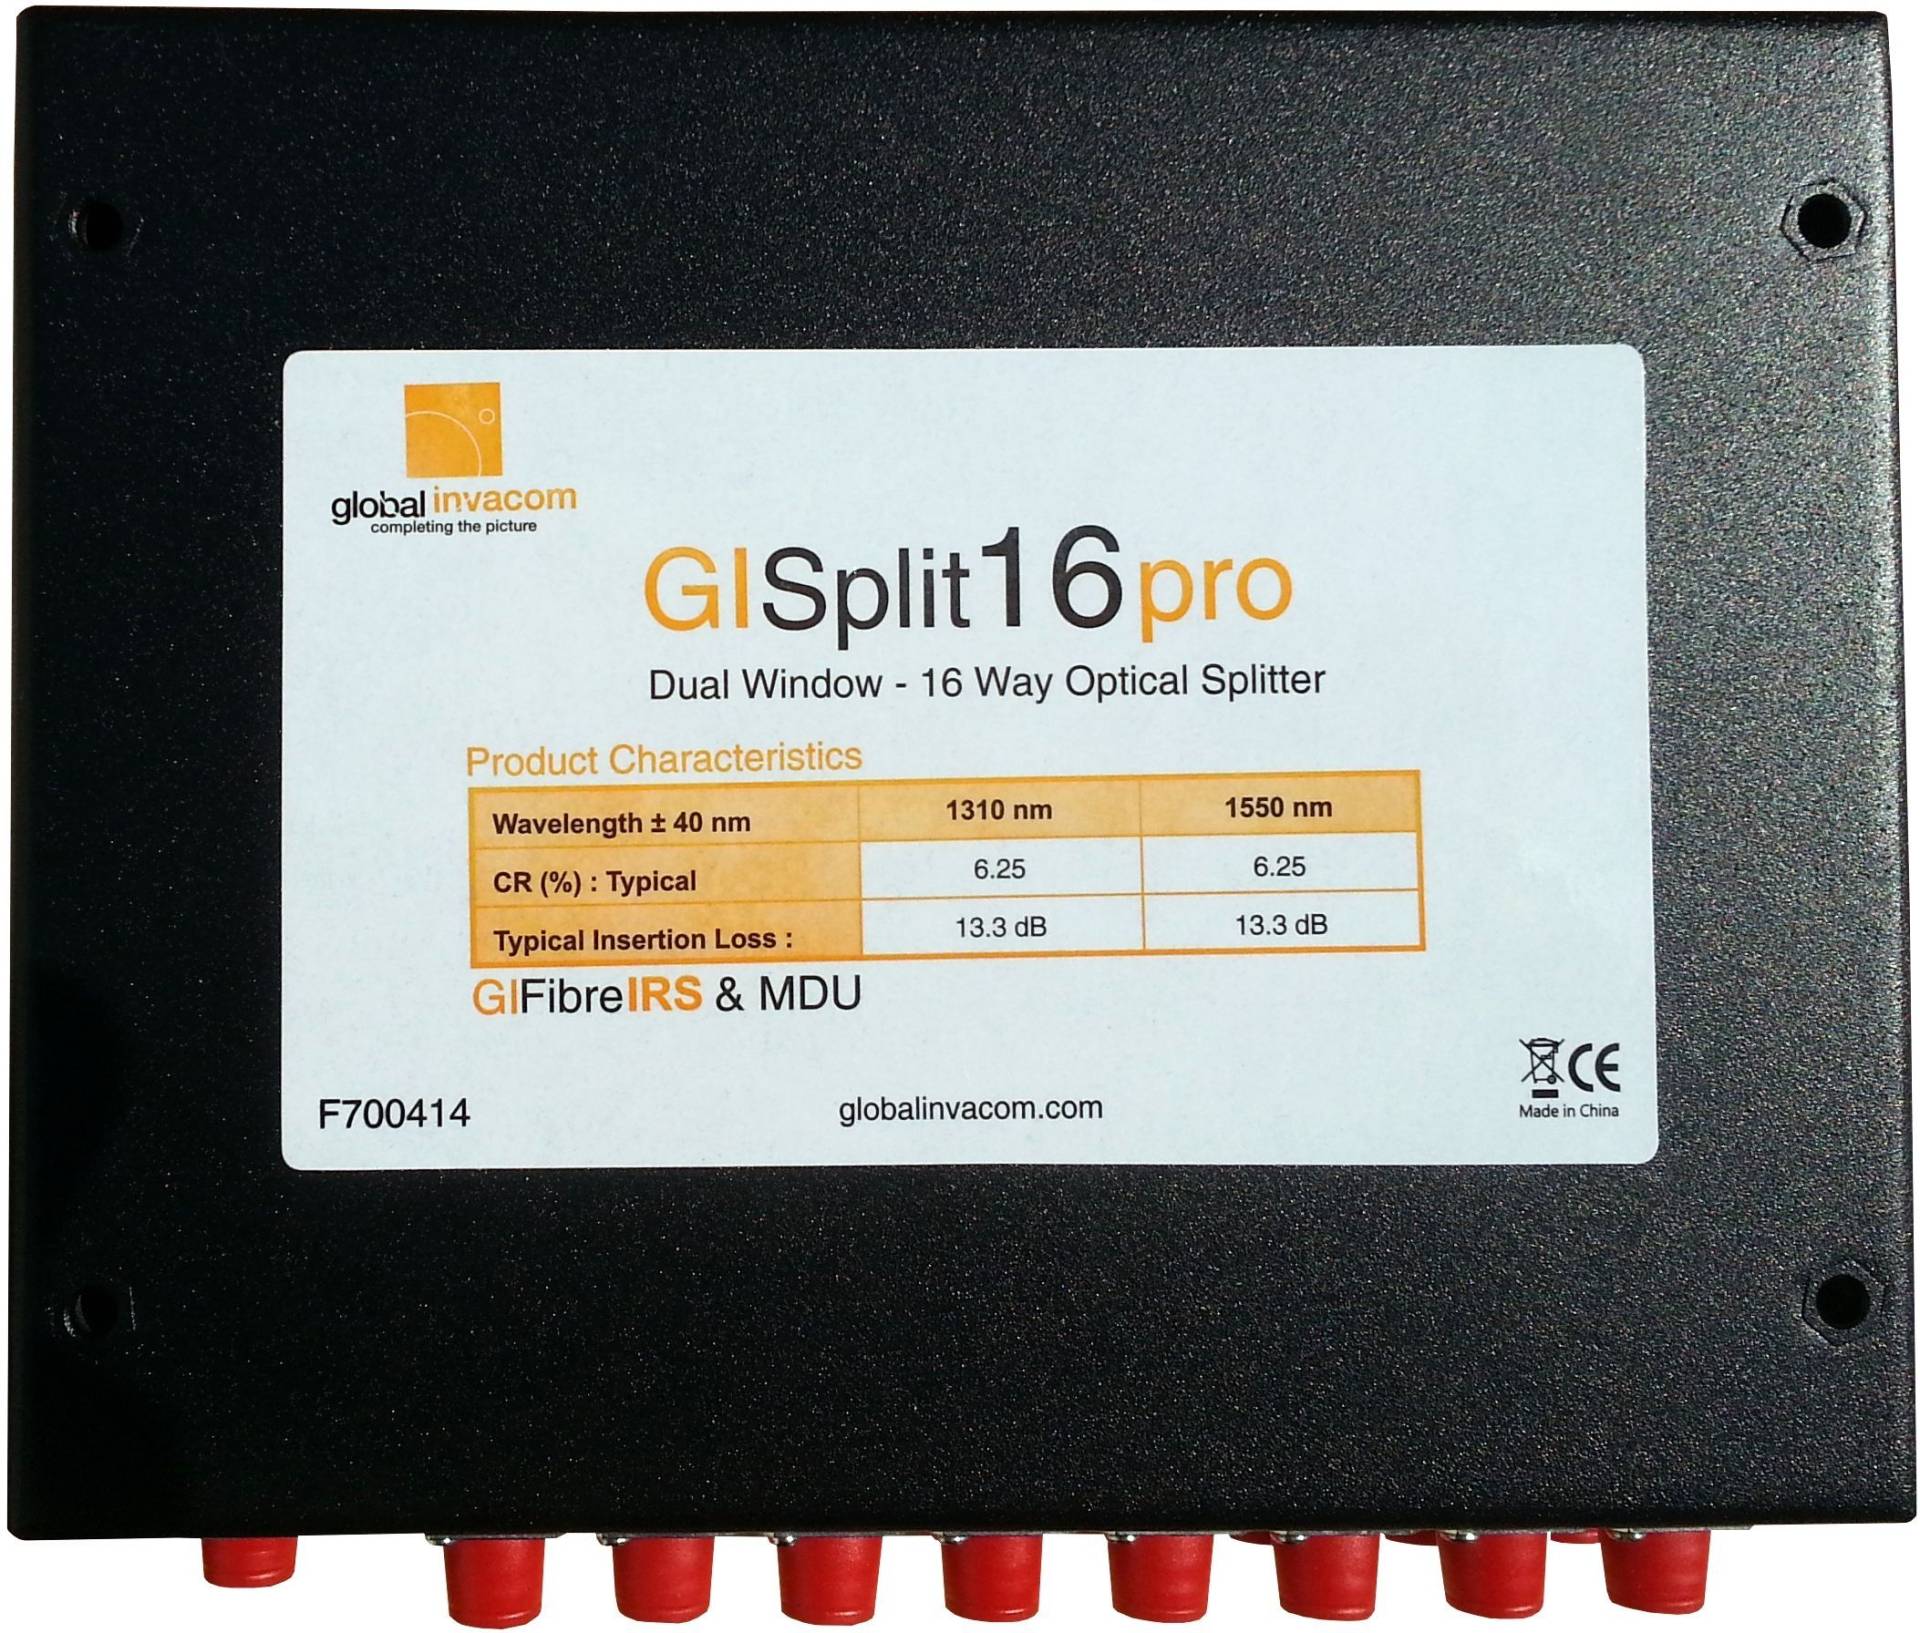 global invacom
completing the picture
GISplit16pro
Dual Window - 16 Way Optical Splitter
Product Characteristics
Wavelength ± 40 nm 1310 nm 1550 nm
CR (%) : Typical 6.25 6.25
Typical Insertion Loss : 13.3 dB 13.3 dB
GIFibreIRS & MDU
F700414
globalinvacom.com
CE
Made in China